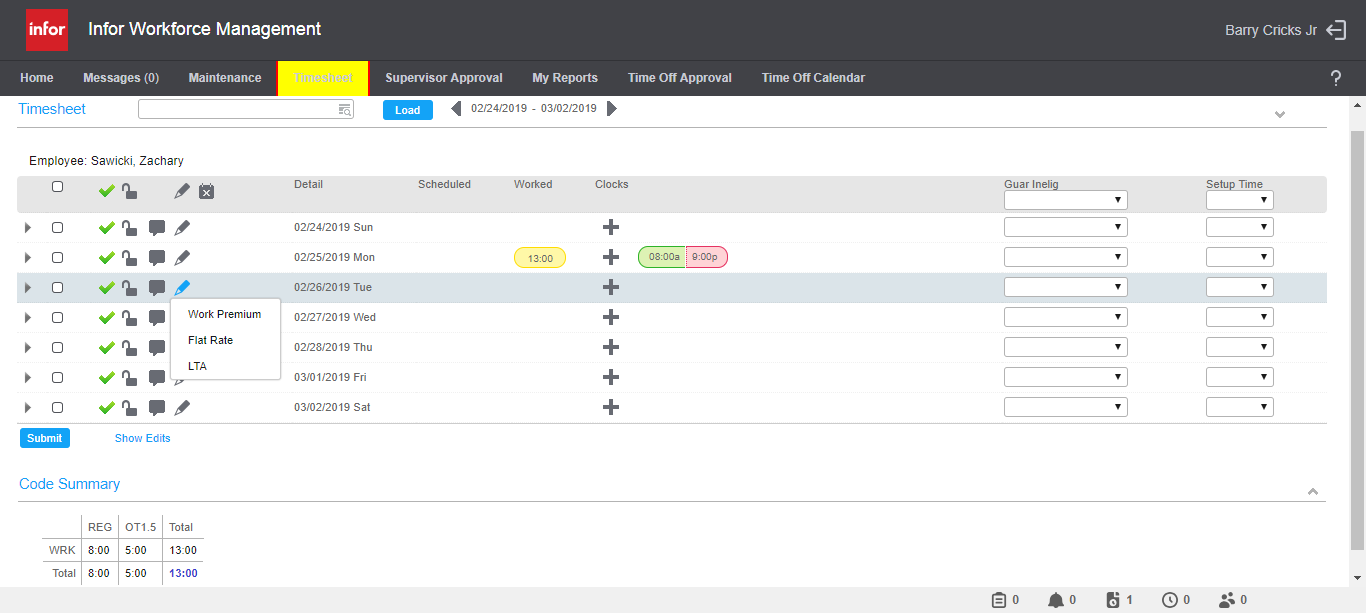 infor Infor Workforce Management Barry Cricks Jr
Home Messages (0) Maintenance Timesheet Supervisor Approval My Reports Time Off Approval Time Off Calendar ?
Timesheet Load 02/24/2019 - 03/02/2019
Employee: Sawicki, Zachary
Detail Scheduled Worked Clocks Guar Inelig Setup Time
02/24/2019 Sun
02/25/2019 Mon 13:00 08:00a 9:00p
02/26/2019 Tue
Work Premium
02/27/2019 Wed
Flat Rate
02/28/2019 Thu
LTA
03/01/2019 Fri
03/02/2019 Sat
Submit Show Edits
Code Summary
REG OT1.5 Total
WRK 8:00 5:00 13:00
Total 8:00 5:00 13:00
0 0 1 0 0